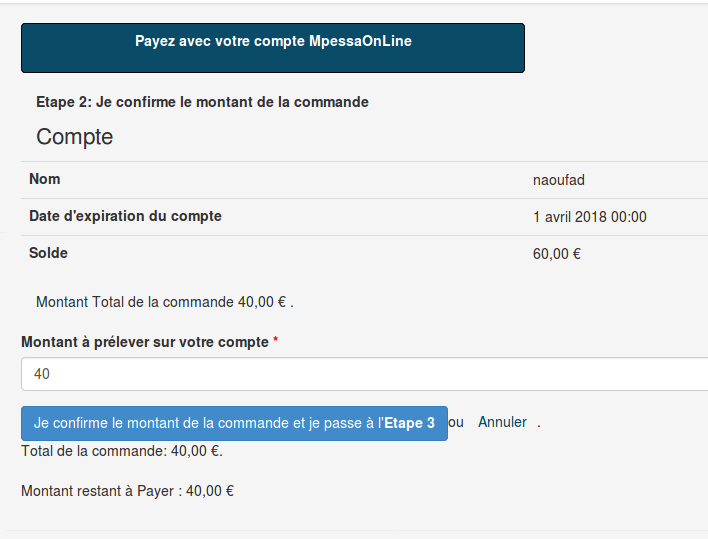 Payez avec votre compte MpessaOnLine
Etape 2: Je confirme le montant de la commande
Compte
Nom naoufad
Date d'expiration du compte 1 avril 2018 00:00
Solde 60,00 €
Montant Total de la commande 40,00 € .
Montant à prélever sur votre compte *
40
Je confirme le montant de la commande et je passe à l'Etape 3 ou Annuler .
Total de la commande: 40,00 €.
Montant restant à Payer : 40,00 €